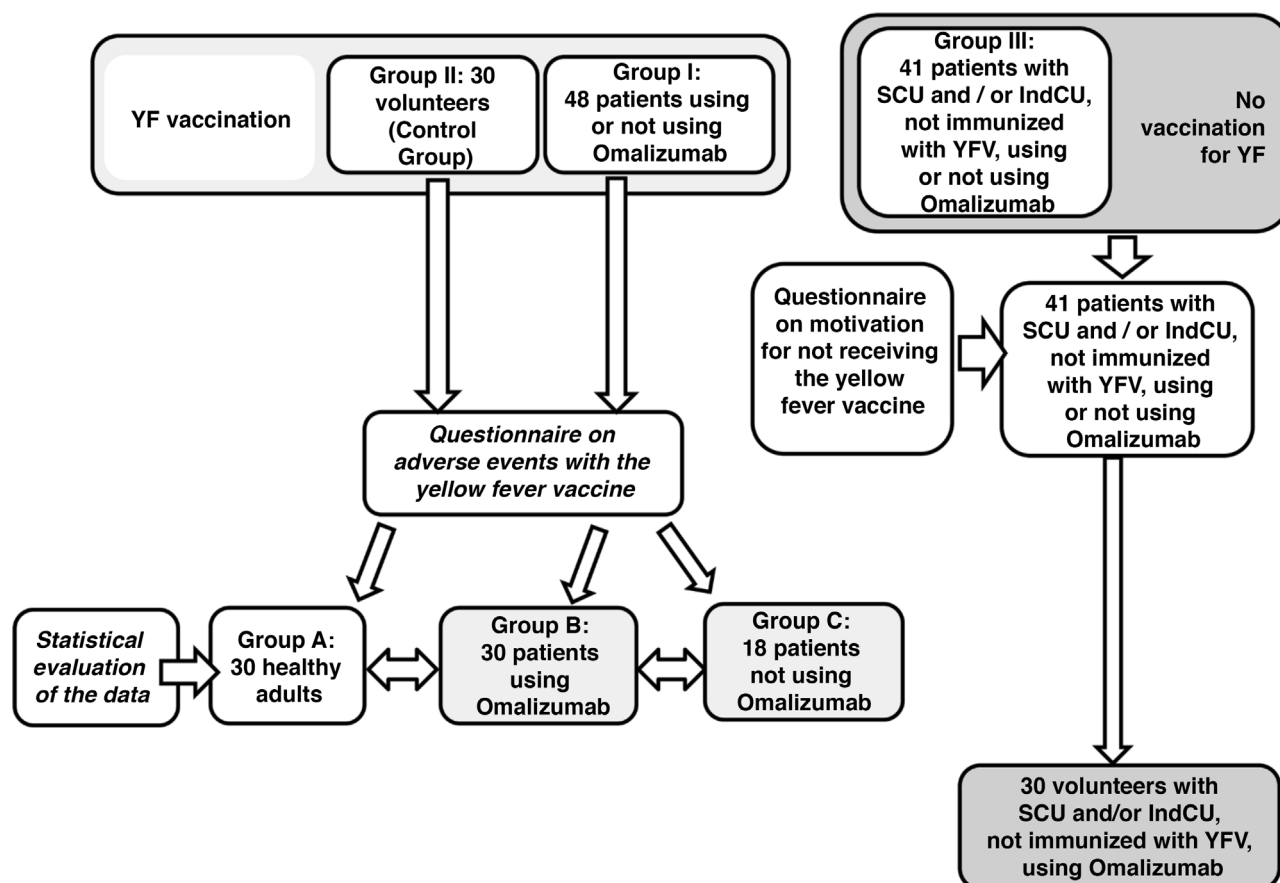 YF vaccination
Group II: 30
volunteers
(Control
Group)
Group I:
48 patients using
or not using
Omalizumab
Group III:
41 patients with
SCU and / or IndCU,
not immunized
with YFV, using
or not using
Omalizumab
No
vaccination
for YF
Questionnaire
on motivation
for not receiving
the yellow
fever vaccine
41 patients with
SCU and / or IndCU,
not immunized
with YFV, using
or not using
Omalizumab
Questionnaire on
adverse events with the
yellow fever vaccine
Statistical
evaluation
of the data
Group A:
30 healthy
adults
Group B:
30 patients
using
Omalizumab
Group C:
18 patients
not using
Omalizumab
30 volunteers with
SCU and/or IndCU,
not immunized with YFV,
using Omalizumab